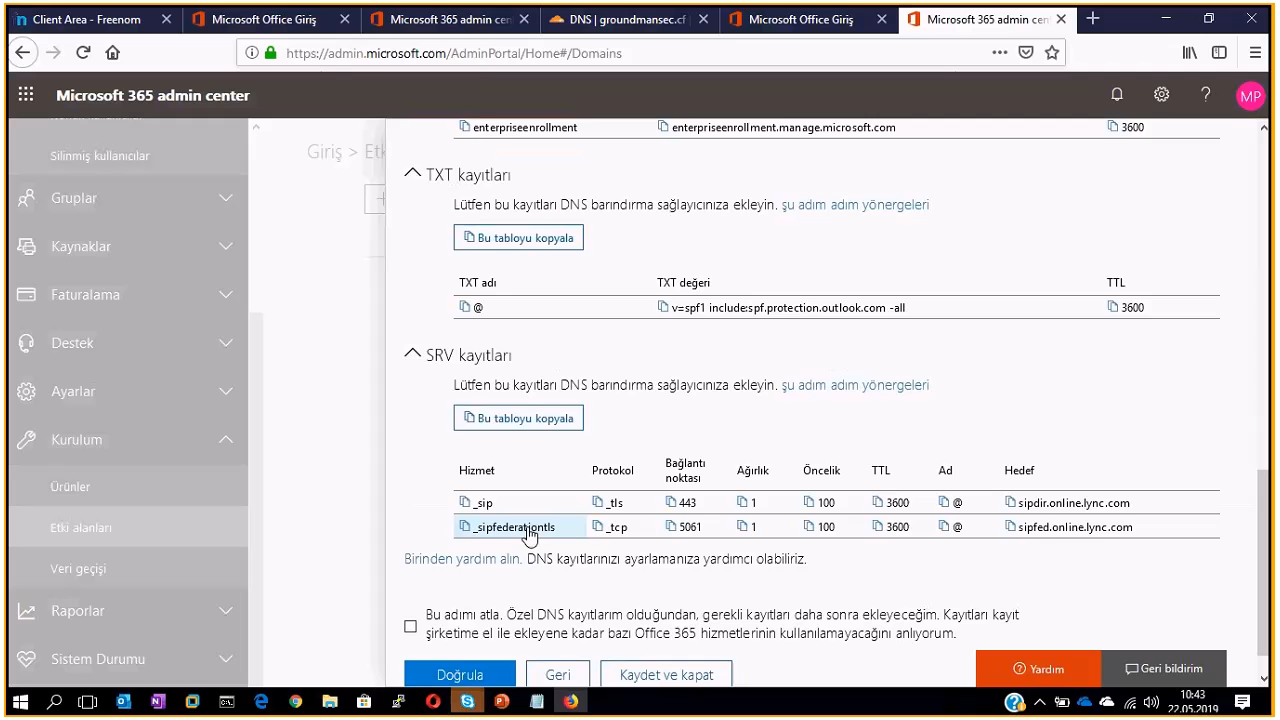 Client Area - Freenom
Microsoft Office Giriş
Microsoft 365 admin cen
DNS | groundmansec.cf
Microsoft Office Giriş
Microsoft 365 admin cen
https://admin.microsoft.com/AdminPortal/Home#/Domains
Microsoft 365 admin center
MP
Silinmiş kullanıcılar
Gruplar
Kaynaklar
Faturalama
Destek
Ayarlar
Kurulum
Ürünler
Etki alanları
Veri geçişi
Raporlar
Sistem Durumu
Giriş > Etk
enterpriseenrollment enterpriseenrollment.manage.microsoft.com 3600
TXT kayıtları
Lütfen bu kayıtları DNS barındırma sağlayıcınıza ekleyin. şu adım adım yönergeleri
Bu tabloyu kopyala
TXT adı TXT değeri TTL
@ v=spf1 include:spf.protection.outlook.com -all 3600
SRV kayıtları
Lütfen bu kayıtları DNS barındırma sağlayıcınıza ekleyin. şu adım adım yönergeleri
Bu tabloyu kopyala
Hizmet Protokol Bağlantı noktası Ağırlık Öncelik TTL Ad Hedef
_sip _tls 443 1 100 3600 @ sipdir.online.lync.com
_sipfederationtls _tcp 5061 1 100 3600 @ sipfed.online.lync.com
Birinden yardım alın. DNS kayıtlarınızı ayarlamanıza yardımcı olabiliriz.
Bu adımı atla. Özel DNS kayıtlarım olduğundan, gerekli kayıtları daha sonra ekleyeceğim. Kayıtları kayıt
şirketime el ile ekleyene kadar bazı Office 365 hizmetlerinin kullanılamayacağını anlıyorum.
Doğrula
Geri
Kaydet ve kapat
Yardım
Geri bildirim
10:43
22.05.2019